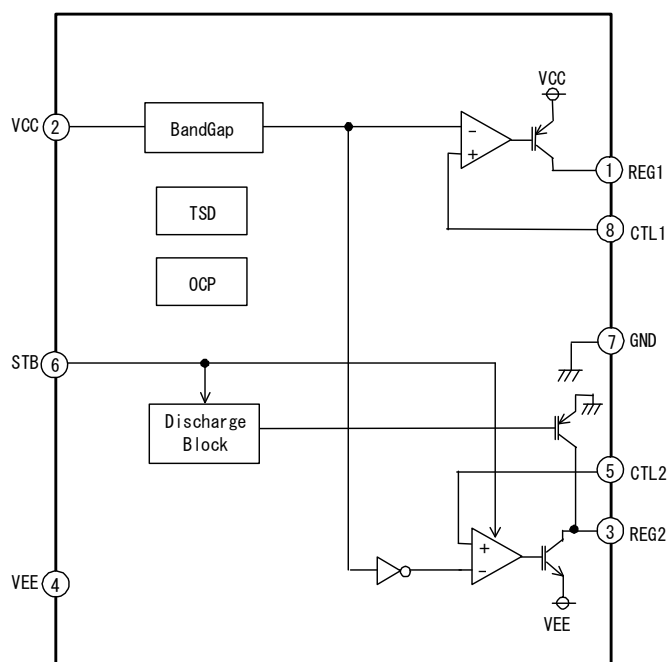 VCC
VCC
2
BandGap
-
+
1
REG1
TSD
8
CTL1
OCP
7
GND
STB
6
Discharge
Block
5
CTL2
+
-
3
REG2
VEE
4
VEE